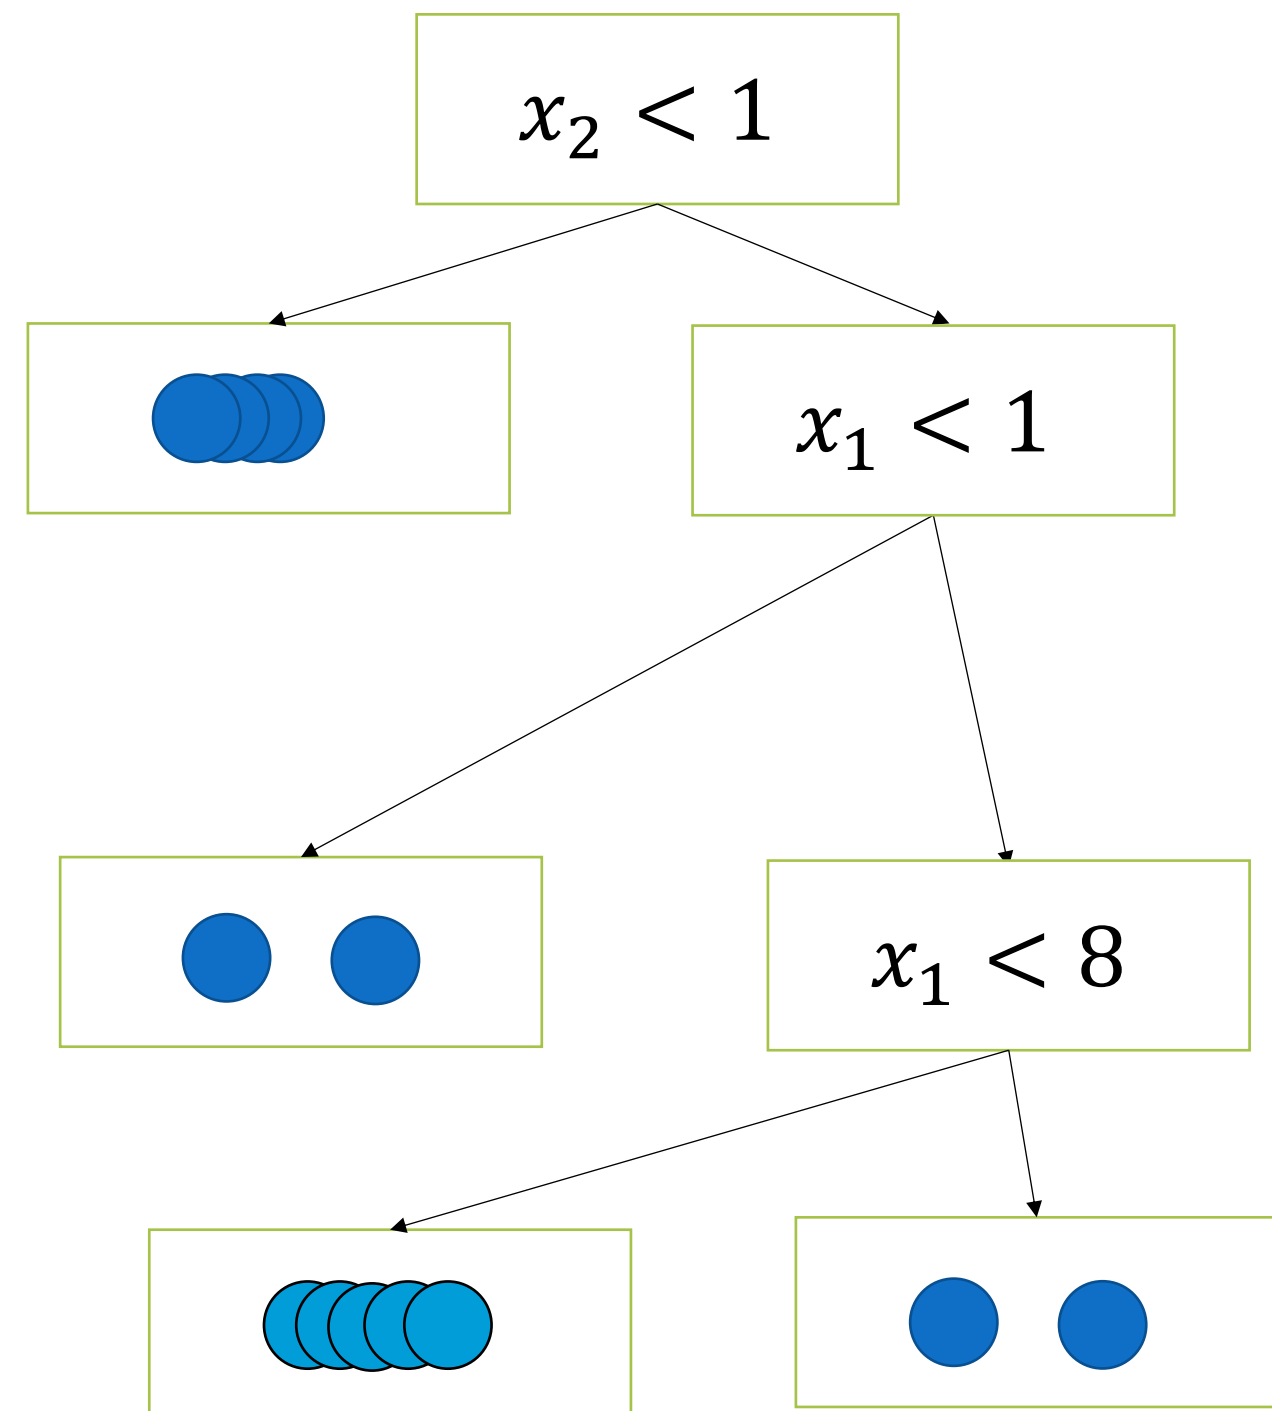 x₂ < 1
x₁ < 1
x₁ < 8